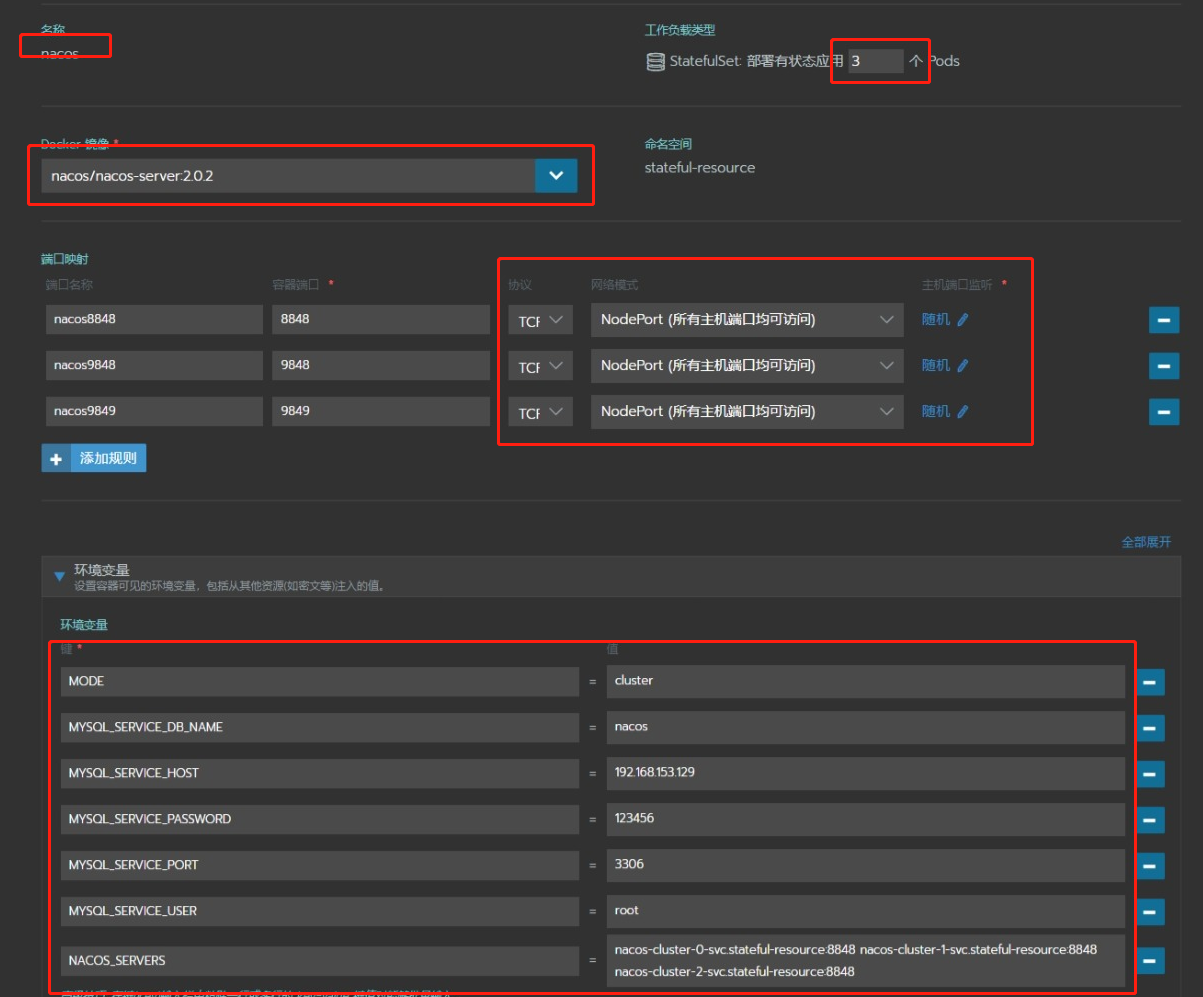 名称
nacos
工作负载类型
StatefulSet: 部署有状态应用 3 个 Pods
Docker 镜像 *
nacos/nacos-server:2.0.2
命名空间
stateful-resource
端口映射
端口名称 容器端口 * 协议 网络模式 主机端口监听 *
nacos8848 8848 TCF NodePort (所有主机端口均可访问) 随机
nacos9848 9848 TCF NodePort (所有主机端口均可访问) 随机
nacos9849 9849 TCF NodePort (所有主机端口均可访问) 随机
+ 添加规则
全部展开
环境变量
设置容器可见的环境变量，包括从其他资源(如密文等)注入的值。
环境变量
键 * 值
MODE = cluster
MYSQL_SERVICE_DB_NAME = nacos
MYSQL_SERVICE_HOST = 192.168.153.129
MYSQL_SERVICE_PASSWORD = 123456
MYSQL_SERVICE_PORT = 3306
MYSQL_SERVICE_USER = root
NACOS_SERVERS = nacos-cluster-0-svc.stateful-resource:8848 nacos-cluster-1-svc.stateful-resource:8848
nacos-cluster-2-svc.stateful-resource:8848